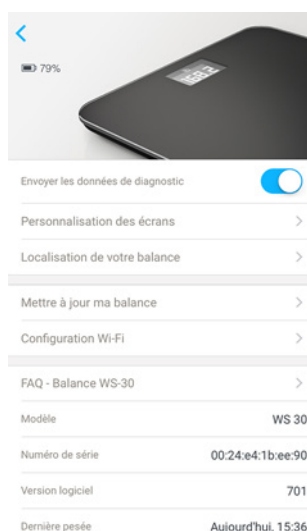 79%
Envoyer les données de diagnostic
Personnalisation des écrans
Localisation de votre balance
Mettre à jour ma balance
Configuration Wi-Fi
FAQ - Balance WS-30
Modèle WS 30
Numéro de série 00:24:e4:1b:ee:90
Version logiciel 701
Dernière pesée Aujourd'hui, 15:36